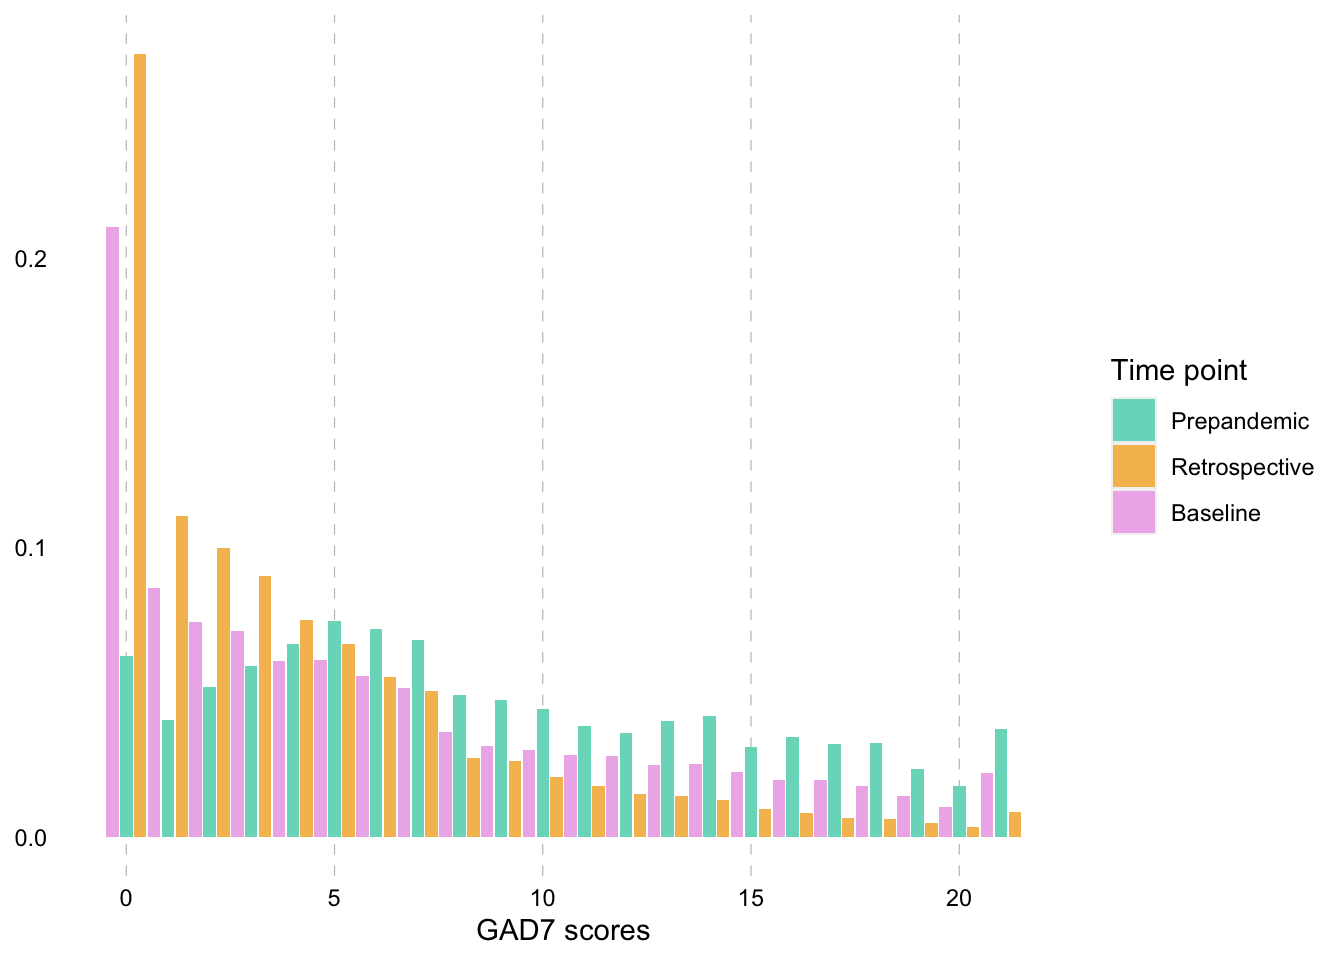 0.2
0.1
0.0
0 5 10 15 20
GAD7 scores
Time point
Prepandemic
Retrospective
Baseline